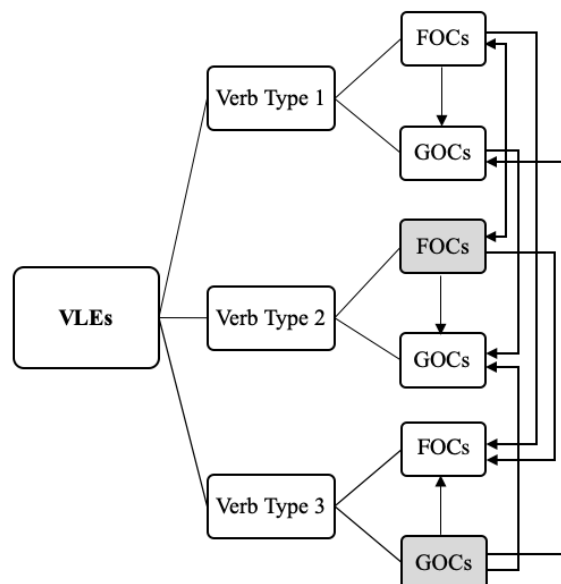 FOCs
Verb Type 1
GOCs
FOCs
VLEs
Verb Type 2
GOCs
FOCs
Verb Type 3
GOCs